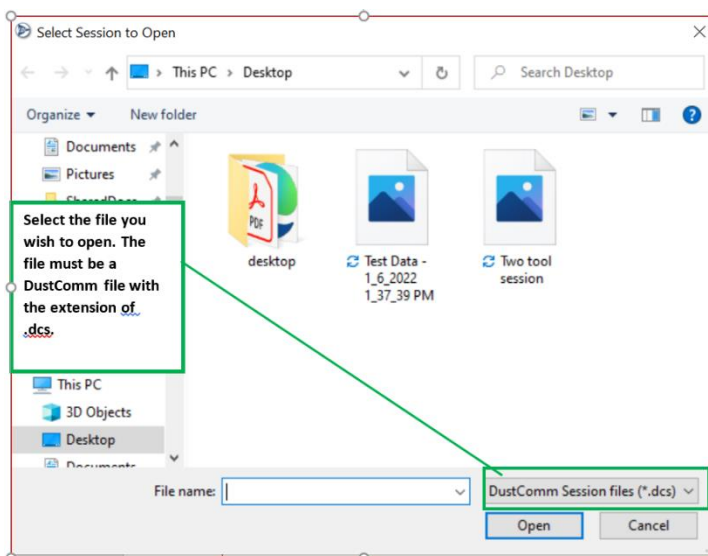 Select Session to Open
This PC > Desktop
Search Desktop
Organize
New folder
Documents
Pictures
Select the file you
wish to open. The
file must be a
DustComm file with
the extension of
.dcs.
PDF
desktop
Test Data -
1_6_2022
1_37_39 PM
Two tool
session
This PC
3D Objects
Desktop
Documents
File name:
DustComm Session files (*.dcs)
Open
Cancel